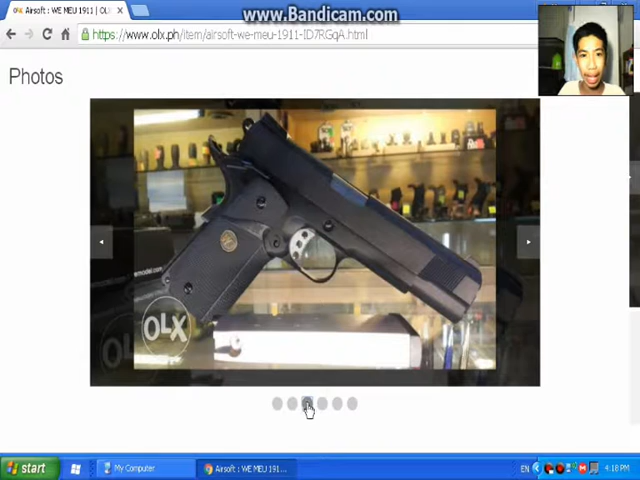 www.Bandicam.com
Airsoft : WE MEU 1911 | OL
https://www.olx.ph/item/airsoft-we-meu-1911-ID7RGqA.html
Photos
OLX
start
My Computer
Airsoft : WE MEU 191...
EN
4:18 PM